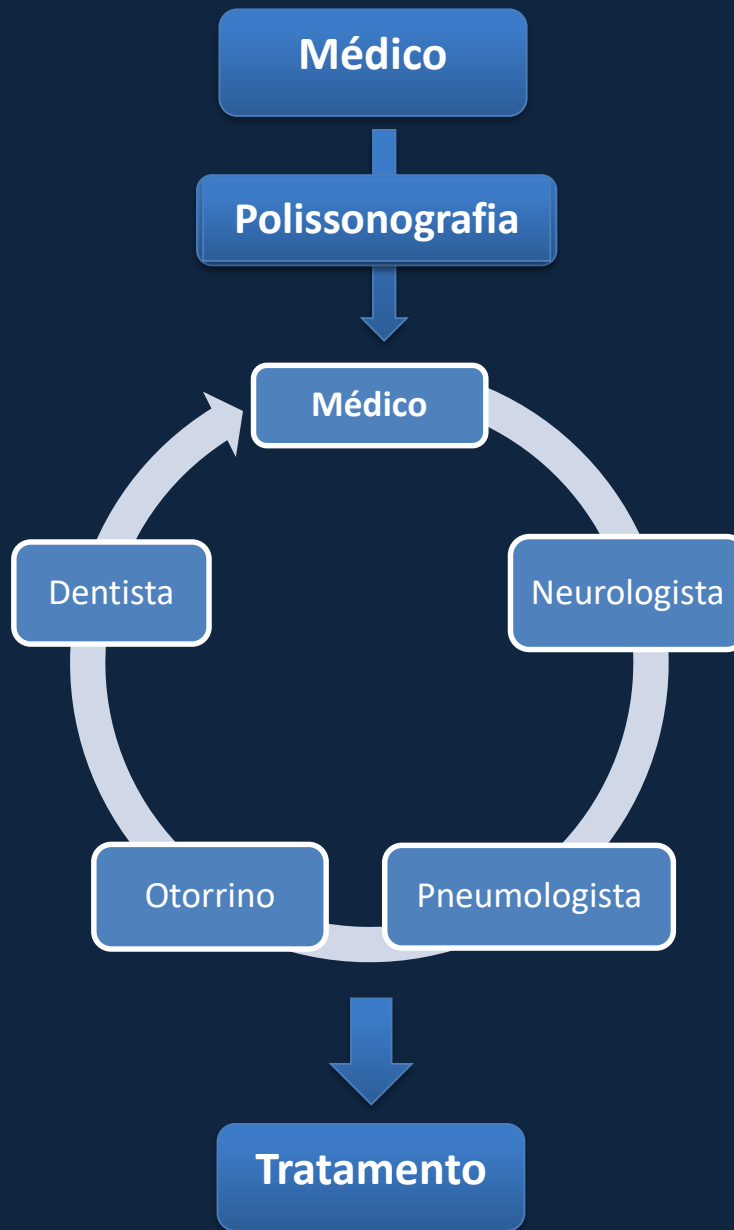 Médico
Polissonografia
Médico
Dentista
Neurologista
Otorrino
Pneumologista
Tratamento